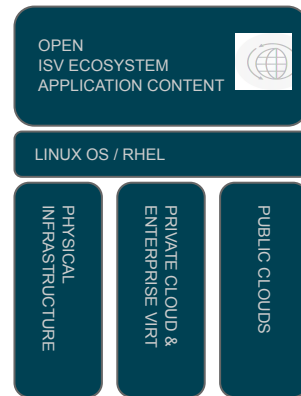 OPEN
ISV ECOSYSTEM
APPLICATION CONTENT
LINUX OS / RHEL
PHYSICAL
INFRASTRUCTURE
PRIVATE CLOUD &
ENTERPRISE VIRT
PUBLIC CLOUDS